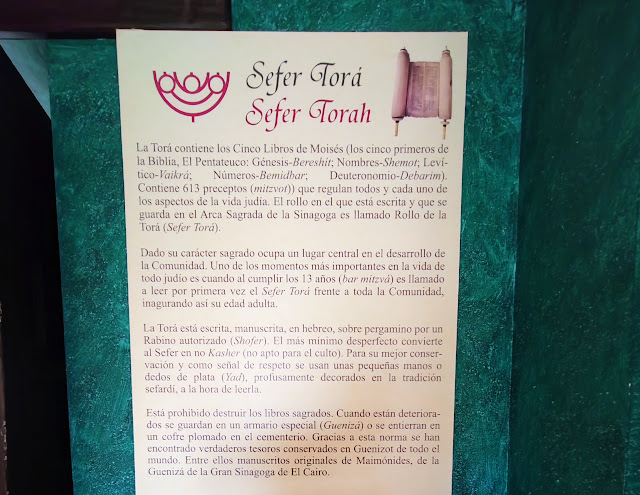 Sefer Torá
Sefer Torah
La Torá contiene los Cinco Libros de Moisés (los cinco primeros de
la Biblia, El Pentateuco: Génesis-Bereshit; Nombres-Shemot; Leví-
tico-Vaikrá; Números-Bemidbar; Deuteronomio-Debarim).
Contiene 613 preceptos (mitzvot)) que regulan todos y cada uno de
los aspectos de la vida judía. El rollo en el que está escrita y que se
guarda en el Arca Sagrada de la Sinagoga es llamado Rollo de la
Torá (Sefer Torá).
Dado su carácter sagrado ocupa un lugar central en el desarrollo de
la Comunidad. Uno de los momentos más importantes en la vida de
todo judío es cuando al cumplir los 13 años (bar mitzvá) es llamado
a leer por primera vez el Sefer Torá frente a toda la Comunidad,
inagurando así su edad adulta.
La Torá está escrita, manuscrita, en hebreo, sobre pergamino por un
Rabino autorizado (Shofer). El más mínimo desperfecto convierte
al Sefer en no Kasher (no apto para el culto). Para su mejor conser-
vación y como señal de respeto se usan unas pequeñas manos o
dedos de plata (Yad), profusamente decorados en la tradición
sefardí, a la hora de leerla.
Está prohibido destruir los libros sagrados. Cuando están deteriora-
dos se guardan en un armario especial (Guenizá) o se entierran en
un cofre plomado en el cementerio. Gracias a esta norma se han
encontrado verdaderos tesoros conservados en Guenizot de todo el
mundo. Entre ellos manuscritos originales de Maimónides, de la
Guenizá de la Gran Sinagoga de El Cairo.